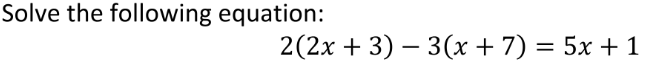 Solve the following equation:
2(2𝑥 + 3) − 3(𝑥 + 7) = 5𝑥 + 1